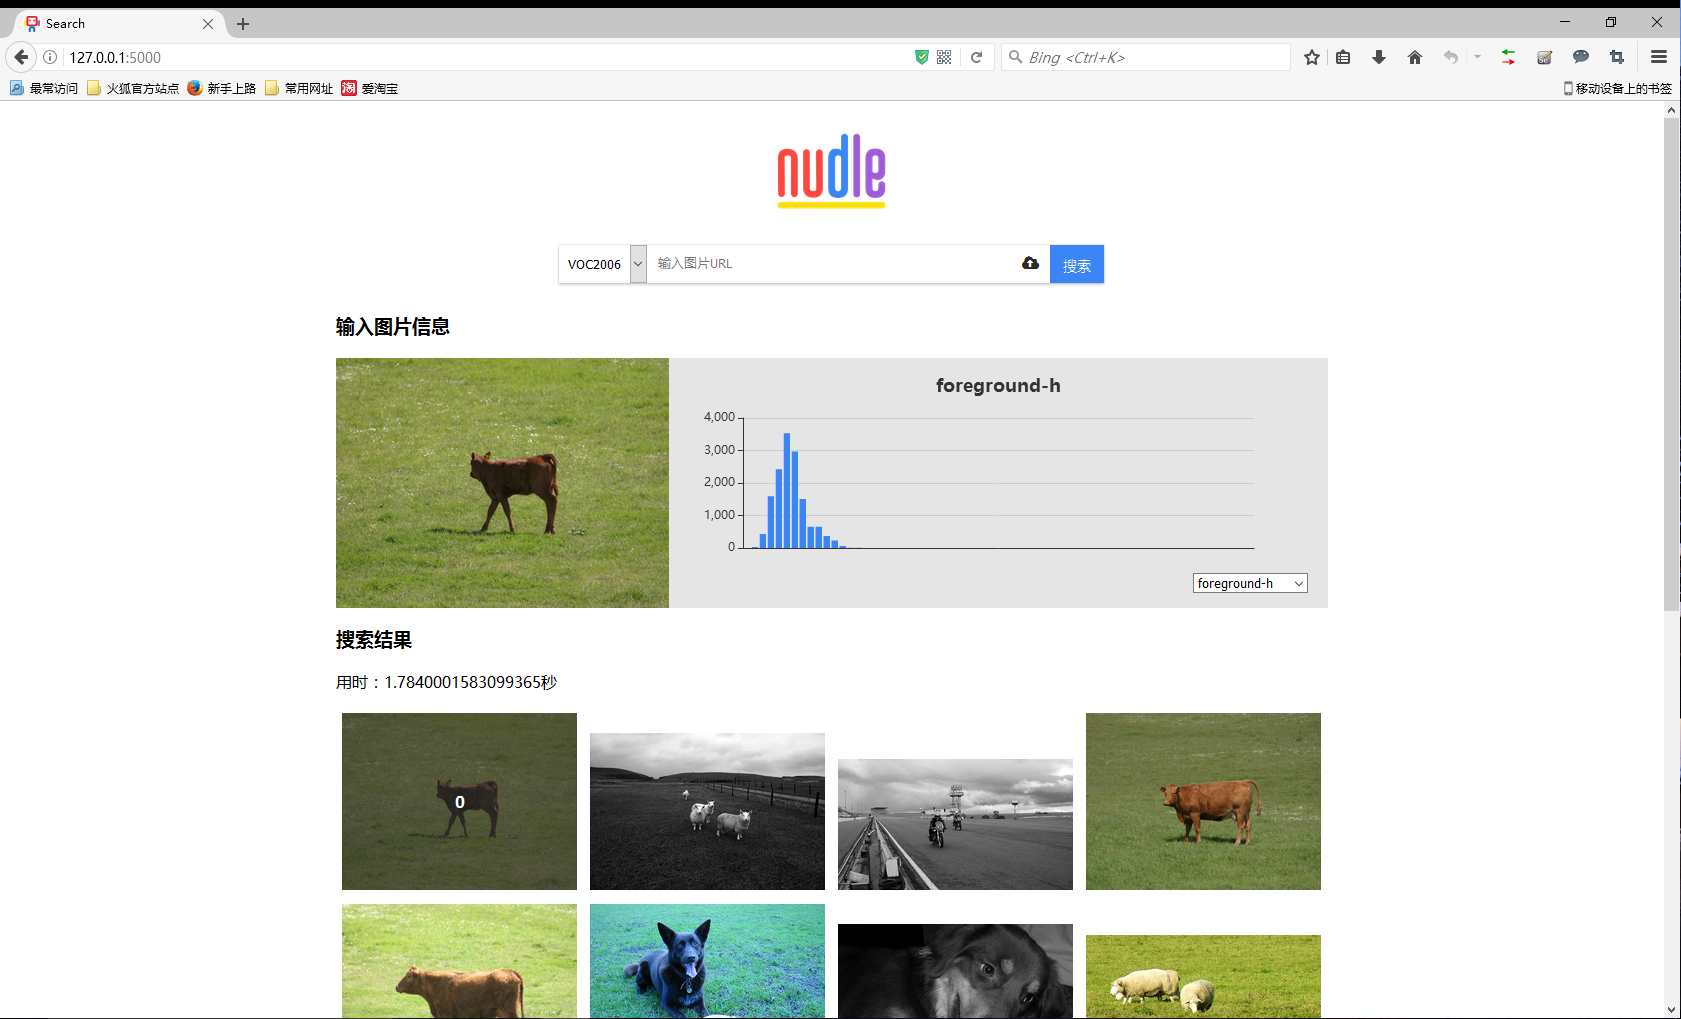 Search
127.0.0.1:5000
Bing <Ctrl+K>
最常访问 火狐官方站点 新手上路 常用网址 淘 爱淘宝 移动设备上的书签
nudle
VOC2006 输入图片URL 搜索
输入图片信息
foreground-h
4,000
3,000
2,000
1,000
0
foreground-h
搜索结果
用时：1.7840001583099365秒
0